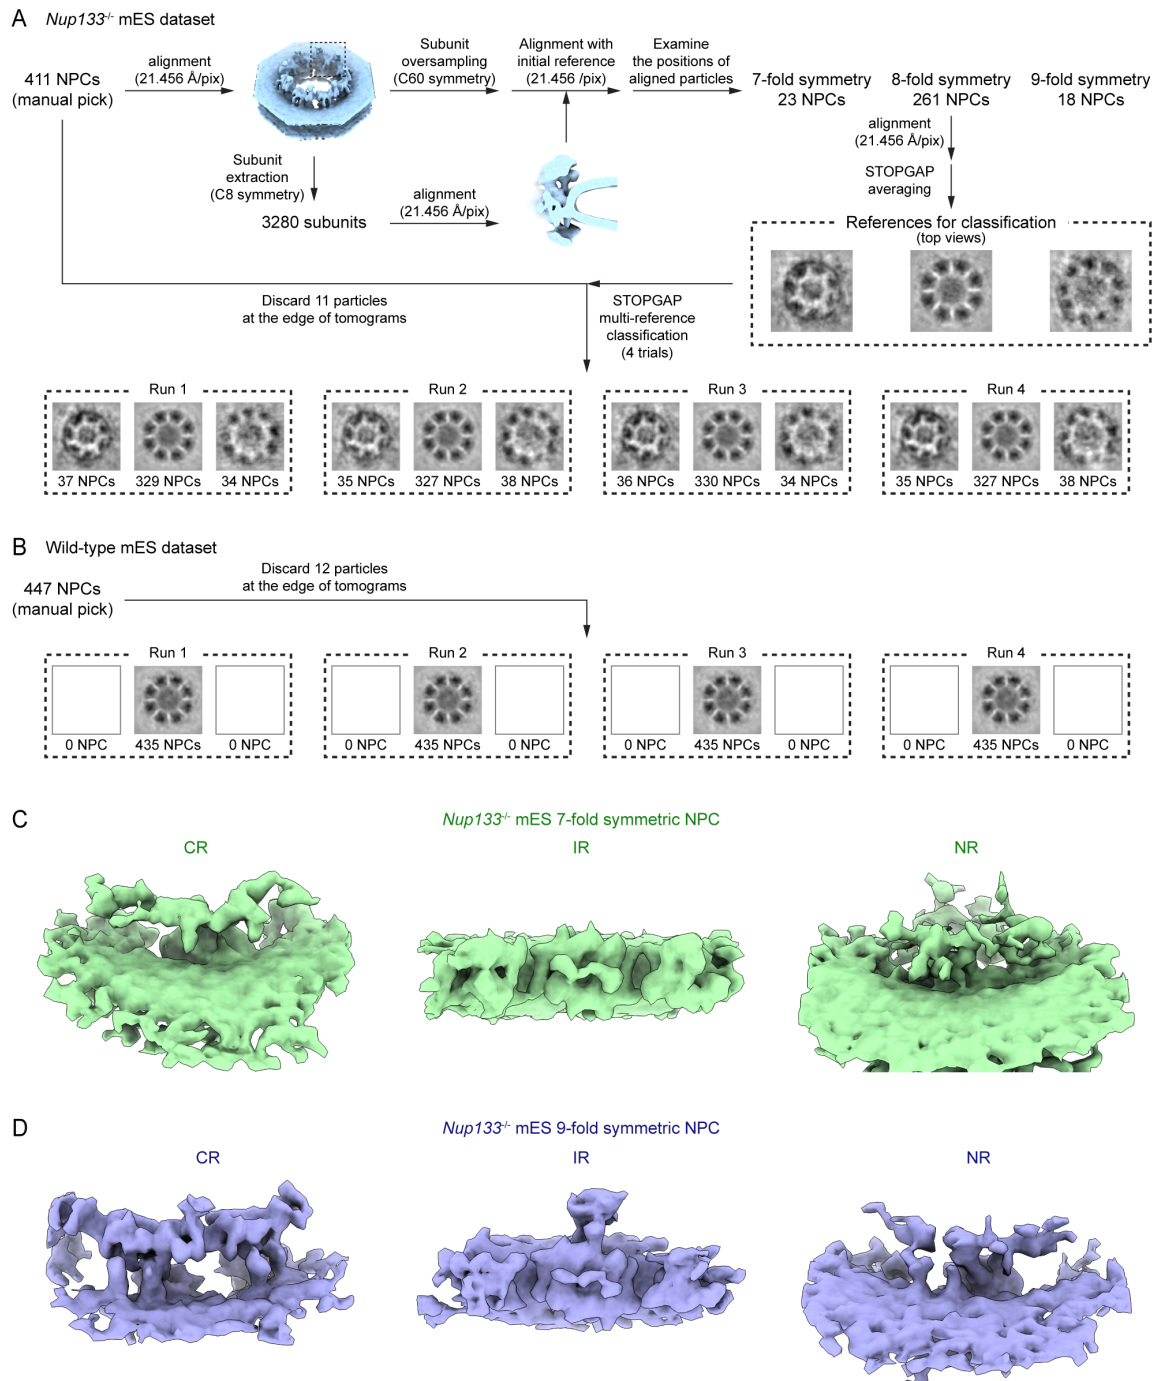 A Nup133-/- mES dataset
411 NPCs
(manual pick)
alignment
(21.456 Å/pix)
Subunit
oversampling
(C60 symmetry)
Alignment with
initial reference
(21.456 /pix)
Examine
the positions of
aligned particles
7-fold symmetry
23 NPCs
8-fold symmetry
261 NPCs
9-fold symmetry
18 NPCs
Subunit
extraction
(C8 symmetry)
3280 subunits
alignment
(21.456 Å/pix)
alignment
(21.456 Å/pix)
STOPGAP
averaging
References for classification
(top views)
Discard 11 particles
at the edge of tomograms
STOPGAP
multi-reference
classification
(4 trials)
Run 1
37 NPCs 329 NPCs 34 NPCs
Run 2
35 NPCs 327 NPCs 38 NPCs
Run 3
36 NPCs 330 NPCs 34 NPCs
Run 4
35 NPCs 327 NPCs 38 NPCs
B Wild-type mES dataset
447 NPCs
(manual pick)
Discard 12 particles
at the edge of tomograms
Run 1
0 NPC 435 NPCs 0 NPC
Run 2
0 NPC 435 NPCs 0 NPC
Run 3
0 NPC 435 NPCs 0 NPC
Run 4
0 NPC 435 NPCs 0 NPC
C Nup133-/- mES 7-fold symmetric NPC
CR IR NR
D Nup133-/- mES 9-fold symmetric NPC
CR IR NR